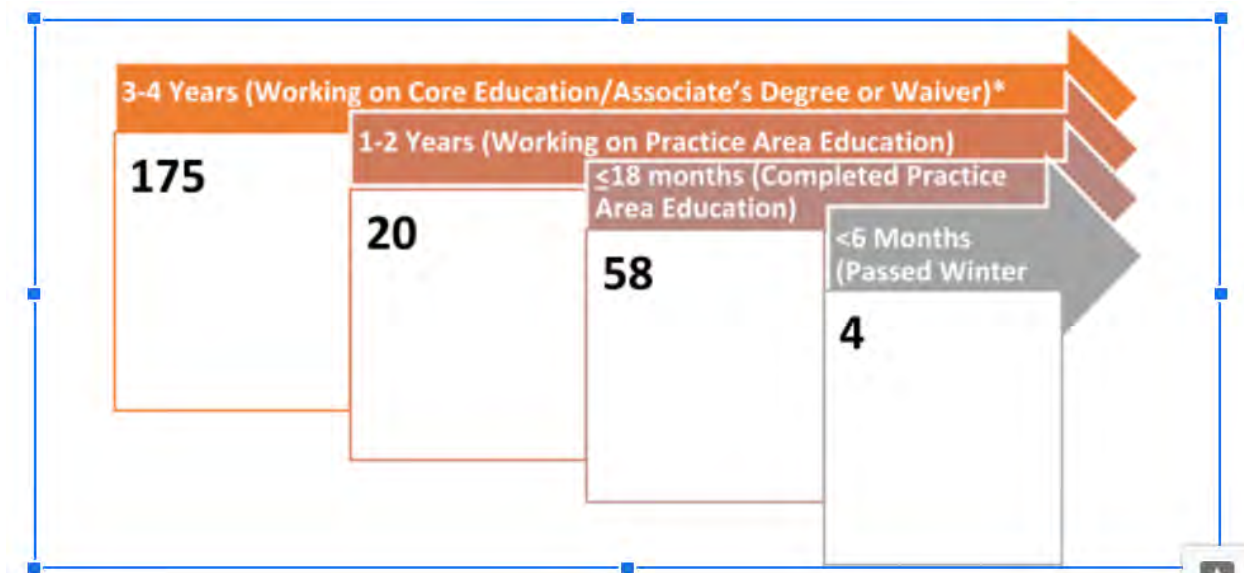 3-4 Years (Working on Core Education/Associate's Degree or Waiver)*
175
1-2 Years (Working on Practice Area Education)
20
≤18 months (Completed Practice
Area Education)
58
<6 Months
(Passed Winter
4